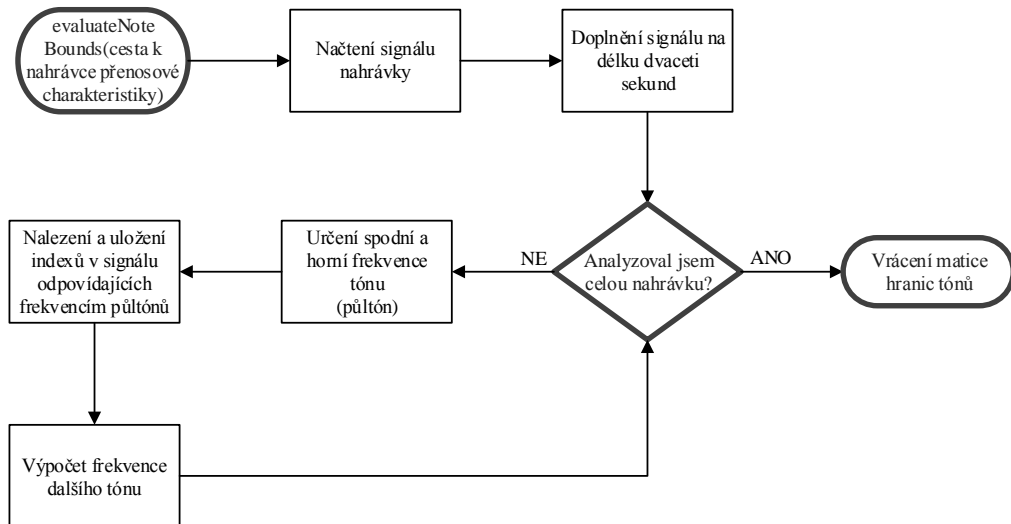 evaluateNote
Bounds(cesta k
nahrávce přenosové
charakteristiky)
Načtení signálu
nahrávky
Doplnění signálu na
délku dvaceti
sekund
Nalezení a uložení
indexů v signálu
odpovídajících
frekvencím půltónů
Určení spodní a
horní frekvence
tónu
(půltón)
NE
Analyzoval jsem
celou nahrávku?
ANO
Vrácení matice
hranic tónů
Výpočet frekvence
dalšího tónu